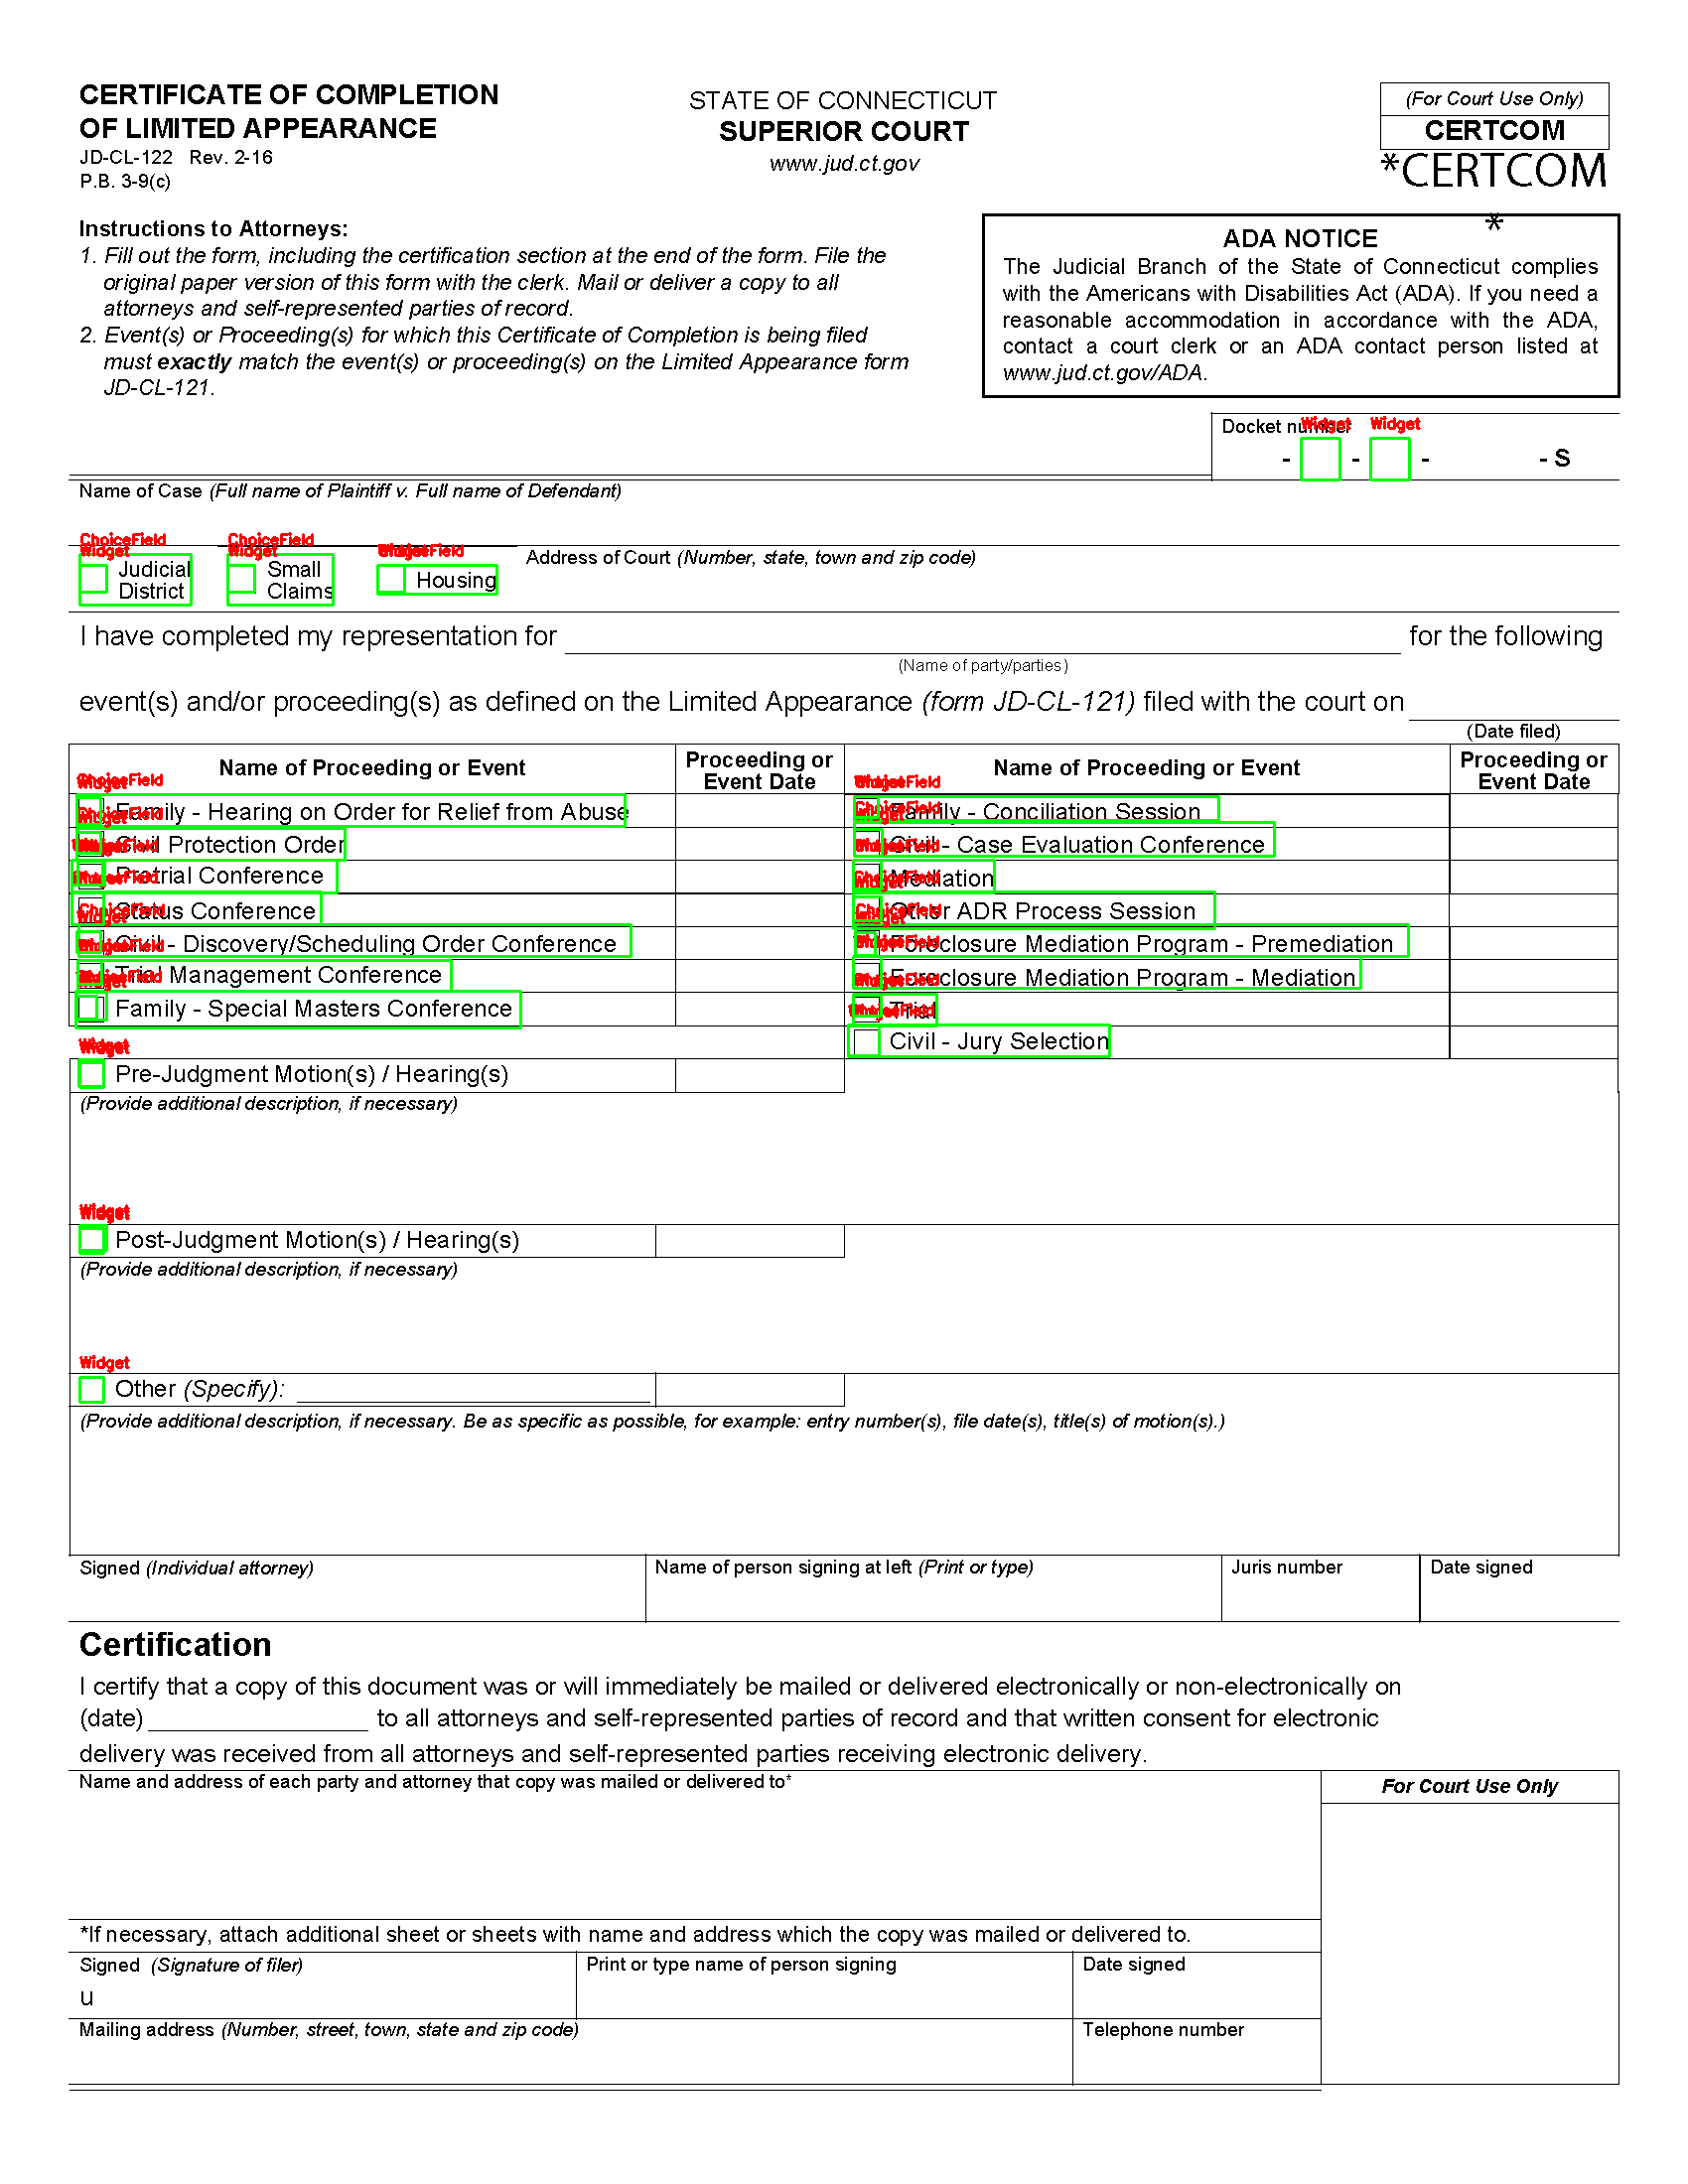 CERTIFICATE OF COMPLETION
OF LIMITED APPEARANCE
JD-CL-122 Rev. 2-16
P.B. 3-9(c)
STATE OF CONNECTICUT
SUPERIOR COURT
www.jud.ct.gov
(For Court Use Only)
CERTCOM
*CERTCOM
*
Instructions to Attorneys:
1. Fill out the form, including the certification section at the end of the form. File the
original paper version of this form with the clerk. Mail or deliver a copy to all
attorneys and self-represented parties of record.
2. Event(s) or Proceeding(s) for which this Certificate of Completion is being filed
must exactly match the event(s) or proceeding(s) on the Limited Appearance form
JD-CL-121.
ADA NOTICE
The Judicial Branch of the State of Connecticut complies
with the Americans with Disabilities Act (ADA). If you need a
reasonable accommodation in accordance with the ADA,
contact a court clerk or an ADA contact person listed at
www.jud.ct.gov/ADA.
Docket number
Widget Widget
- - - - S
Name of Case (Full name of Plaintiff v. Full name of Defendant)
ChoiceField ChoiceField
Widget Widget ChoiceField
Judicial
District
Small
Claims
Housing
Address of Court (Number, state, town and zip code)
I have completed my representation for for the following
(Name of party/parties)
event(s) and/or proceeding(s) as defined on the Limited Appearance (form JD-CL-121) filed with the court on
(Date filed)
Name of Proceeding or Event
Proceeding or
Event Date
Name of Proceeding or Event
Proceeding or
Event Date
ChoiceField
Widget
Family - Hearing on Order for Relief from Abuse
Family - Conciliation Session
Civil Protection Order
Civil - Case Evaluation Conference
Pretrial Conference
Mediation
Status Conference
Other ADR Process Session
Civil - Discovery/Scheduling Order Conference
Foreclosure Mediation Program - Premediation
Trial Management Conference
Foreclosure Mediation Program - Mediation
Family - Special Masters Conference
Trial
Civil - Jury Selection
Widget
Pre-Judgment Motion(s) / Hearing(s)
(Provide additional description, if necessary)
Widget
Post-Judgment Motion(s) / Hearing(s)
(Provide additional description, if necessary)
Widget
Other (Specify):
(Provide additional description, if necessary. Be as specific as possible, for example: entry number(s), file date(s), title(s) of motion(s).)
Signed (Individual attorney)
Name of person signing at left (Print or type)
Juris number
Date signed
Certification
I certify that a copy of this document was or will immediately be mailed or delivered electronically or non-electronically on
(date) to all attorneys and self-represented parties of record and that written consent for electronic
delivery was received from all attorneys and self-represented parties receiving electronic delivery.
Name and address of each party and attorney that copy was mailed or delivered to*
For Court Use Only
*If necessary, attach additional sheet or sheets with name and address which the copy was mailed or delivered to.
Signed (Signature of filer)
u
Print or type name of person signing
Date signed
Mailing address (Number, street, town, state and zip code)
Telephone number